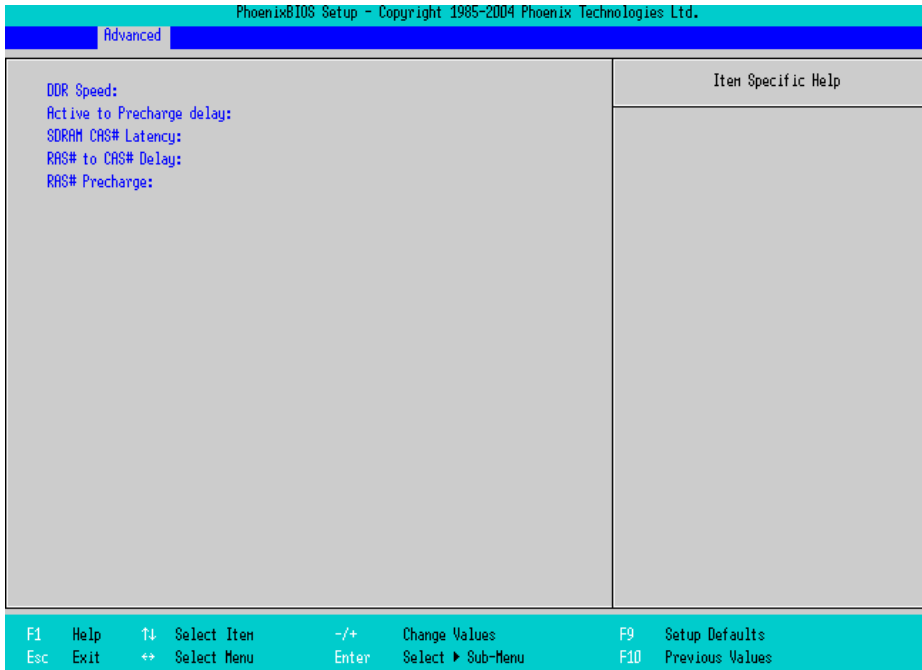 PhoenixBIOS Setup - Copyright 1985-2004 Phoenix Technologies Ltd.
Advanced
DDR Speed:
Active to Precharge delay:
SDRAM CAS# Latency:
RAS# to CAS# Delay:
RAS# Precharge:
Item Specific Help
F1 Help ↑↓ Select Item -/+ Change Values F9 Setup Defaults
Esc Exit ↔ Select Menu Enter Select ▶ Sub-Menu F10 Previous Values